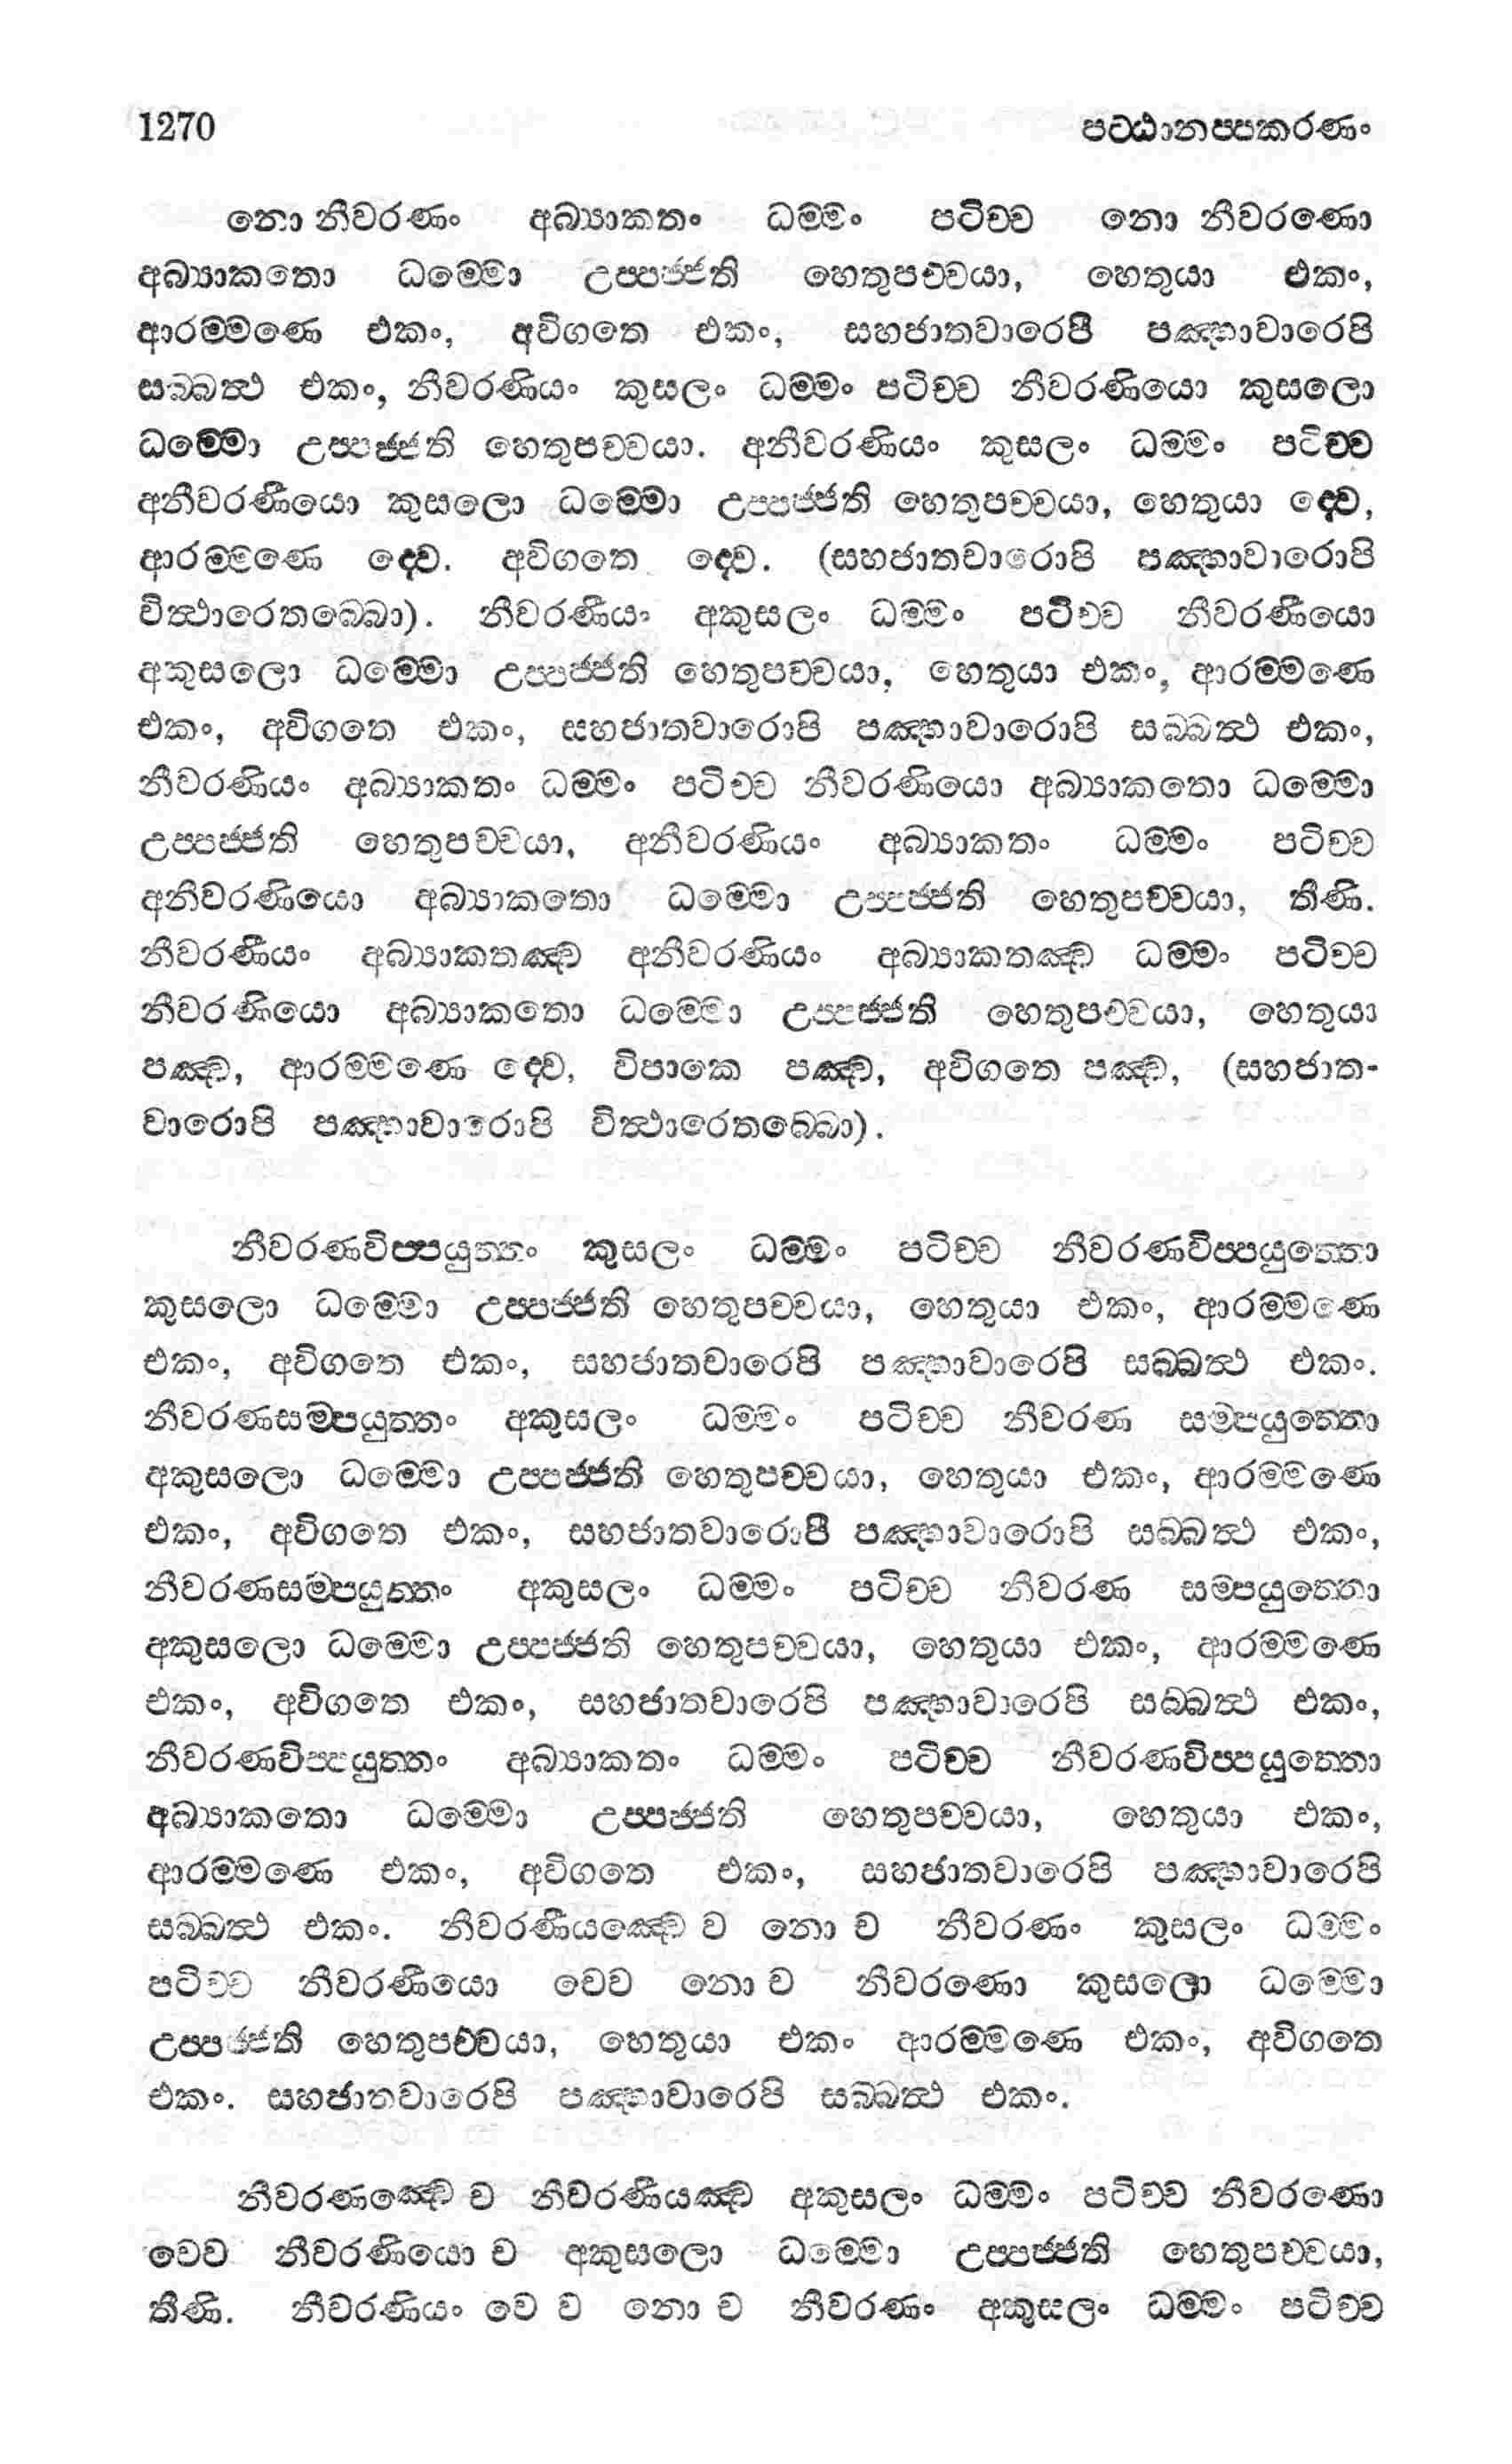 1270 පට්ඨානප්පකරණං
නො නීවරණං අබ්‍යාකතං ධම්මං පටිච්ච නො නීවරණො
අබ්‍යාකතො ධම්මො උප්පජ්ජති හෙතුපච්චයා, හෙතුයා එකං,
ආරම්මණෙ එකං, අවිගතෙ එකං, සහජාතවාරෙපි පඤ්හාවාරෙපි
සබ්බත්‍ථ එකං, නීවරණියං කුසලං ධම්මං පටිච්ච නීවරණියො කුසලො
ධම්මො උප්පජ්ජති හෙතුපච්චයා. අනීවරණියං කුසලං ධම්මං පටිච්ච
අනීවරණීයො කුසලො ධම්මො උප්පජ්ජති හෙතුපච්චයා, හෙතුයා ද්‍වෙ,
ආරම්මණෙ ද්‍වෙ. අවිගතෙ ද්‍වෙ. (සහජාතවාරොපි පඤ්හාවාරොපි
විත්‍ථාරෙතබ්බො). නීවරණීයං අකුසලං ධම්මං පටිච්ච නීවරණීයො
අකුසලො ධම්මො උප්පජ්ජති හෙතුපච්චයා, හෙතුයා එකං, ආරම්මණෙ
එකං, අවිගතෙ එකං, සහජාතවාරොපි පඤ්හාවාරොපි සබ්බත්‍ථ එකං,
නීවරණියං අබ්‍යාකතං ධම්මං පටිච්ච නීවරණියො අබ්‍යාකතො ධම්මො
උප්පජ්ජති හෙතුපච්චයා, අනීවරණියං අබ්‍යාකතං ධම්මං පටිච්ච
අනීවරණියො අබ්‍යාකතො ධම්මො උප්පජ්ජති හෙතුපච්චයා, තීණි.
නීවරණීයං අබ්‍යාකතඤ්ච අනීවරණියං අබ්‍යාකතඤ්ච ධම්මං පටිච්ච
නීවරණියො අබ්‍යාකතො ධම්මො උප්පජ්ජති හෙතුපච්චයා, හෙතුයා
පඤ්ච, ආරම්මණෙ ද්‍වෙ, විපාකෙ පඤ්ච, අවිගතෙ පඤ්ච, (සහජාත-
වාරොපි පඤ්හාවාරොපි විත්‍ථාරෙතබ්බො).
නීවරණවිප්පයුත්තං කුසලං ධම්මං පටිච්ච නීවරණවිප්පයුත්තො
කුසලො ධම්මො උප්පජ්ජති හෙතුපච්චයා, හෙතුයා එකං, ආරම්මණෙ
එකං, අවිගතෙ එකං, සහජාතවාරෙපි පඤ්හාවාරෙපි සබ්බත්‍ථ එකං.
නීවරණසම්පයුත්තං අකුසලං ධම්මං පටිච්ච නීවරණ සම්පයුත්තො
අකුසලො ධම්මො උප්පජ්ජති හෙතුපච්චයා, හෙතුයා එකං, ආරම්මණෙ
එකං, අවිගතෙ එකං, සහජාතවාරොපි පඤ්හාවාරොපි සබ්බත්‍ථ එකං,
නීවරණසම්පයුත්තං අකුසලං ධම්මං පටිච්ච නීවරණ සම්පයුත්තො
අකුසලො ධම්මො උප්පජ්ජති හෙතුපච්චයා, හෙතුයා එකං, ආරම්මණෙ
එකං, අවිගතෙ එකං, සහජාතවාරෙපි පඤ්හාවාරෙපි සබ්බත්‍ථ එකං,
නීවරණවිප්පයුත්තං අබ්‍යාකතං ධම්මං පටිච්ච නීවරණවිප්පයුත්තො
අබ්‍යාකතො ධම්මො උප්පජ්ජති හෙතුපච්චයා, හෙතුයා එකං,
ආරම්මණෙ එකං, අවිගතෙ එකං, සහජාතවාරෙපි පඤ්හාවාරෙපි
සබ්බත්‍ථ එකං. නීවරණීයඤ්චෙ ව නො ච නීවරණං කුසලං ධම්මං
පටිච්ච නීවරණීයො චෙව නො ච නීවරණො කුසලො ධම්මො
උප්පජ්ජති හෙතුපච්චයා, හෙතුයා එකං ආරම්මණෙ එකං, අවිගතෙ
එකං. සහජාතවාරෙපි පඤ්හාවාරෙපි සබ්බත්‍ථ එකං.
නීවරණඤ්චෙ ව නීවරණීයඤ්ච අකුසලං ධම්මං පටිච්ච නීවරණො
චෙව නීවරණියො ච අකුසලො ධම්මො උප්පජ්ජති හෙතුපච්චයා,
තීණි. නීවරණියං චෙ ව නො ච නීවරණං අකුසලං ධම්මං පටිච්ච